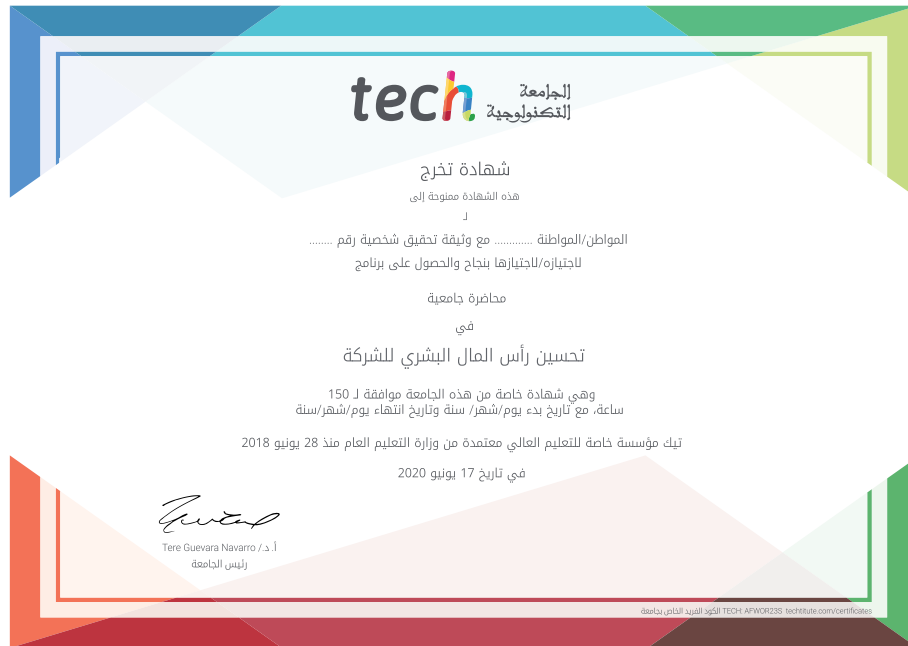 tech الجامعة
التكنولوجية
شهادة تخرج
هذه الشهادة ممنوحة إلى
لـ
المواطن/المواطنة ............. مع وثيقة تحقيق شخصية رقم ........
لاجتيازه/لاجتيازها بنجاح والحصول على برنامج
محاضرة جامعية
في
تحسين رأس المال البشري للشركة
وهي شهادة خاصة من هذه الجامعة موافقة لـ 150
ساعة، مع تاريخ بدء يوم/شهر/ سنة وتاريخ انتهاء يوم/شهر/سنة
تيك مؤسسة خاصة للتعليم العالي معتمدة من وزارة التعليم العام منذ 28 يونيو 2018
في تاريخ 17 يونيو 2020
أ. د./ Tere Guevara Navarro
رئيس الجامعة
الكود الفريد الخاص بجامعة TECH: AFWOR23S techtitute.com/certificates